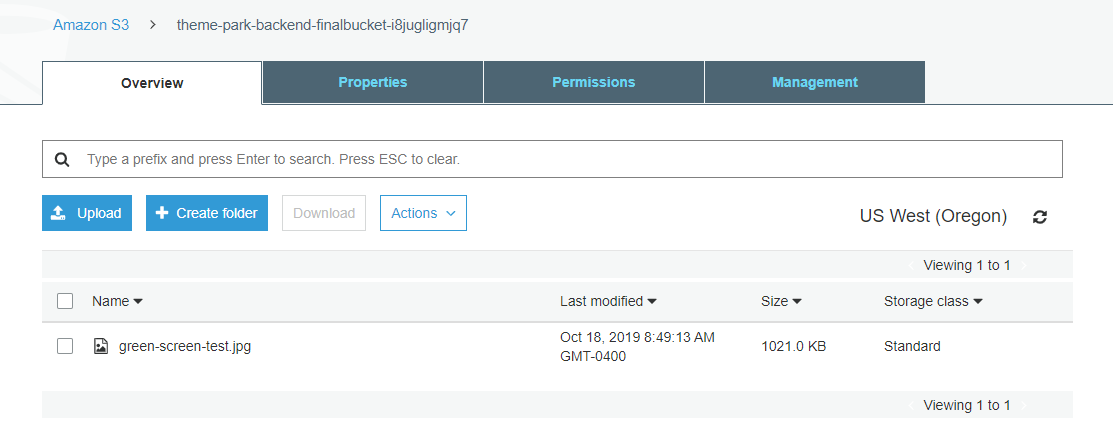 Amazon S3 > theme-park-backend-finalbucket-i8jugligmjq7
Overview Properties Permissions Management
Type a prefix and press Enter to search. Press ESC to clear.
Upload Create folder Download Actions US West (Oregon)
Viewing 1 to 1
Name Last modified Size Storage class
green-screen-test.jpg Oct 18, 2019 8:49:13 AM GMT-0400 1021.0 KB Standard
Viewing 1 to 1